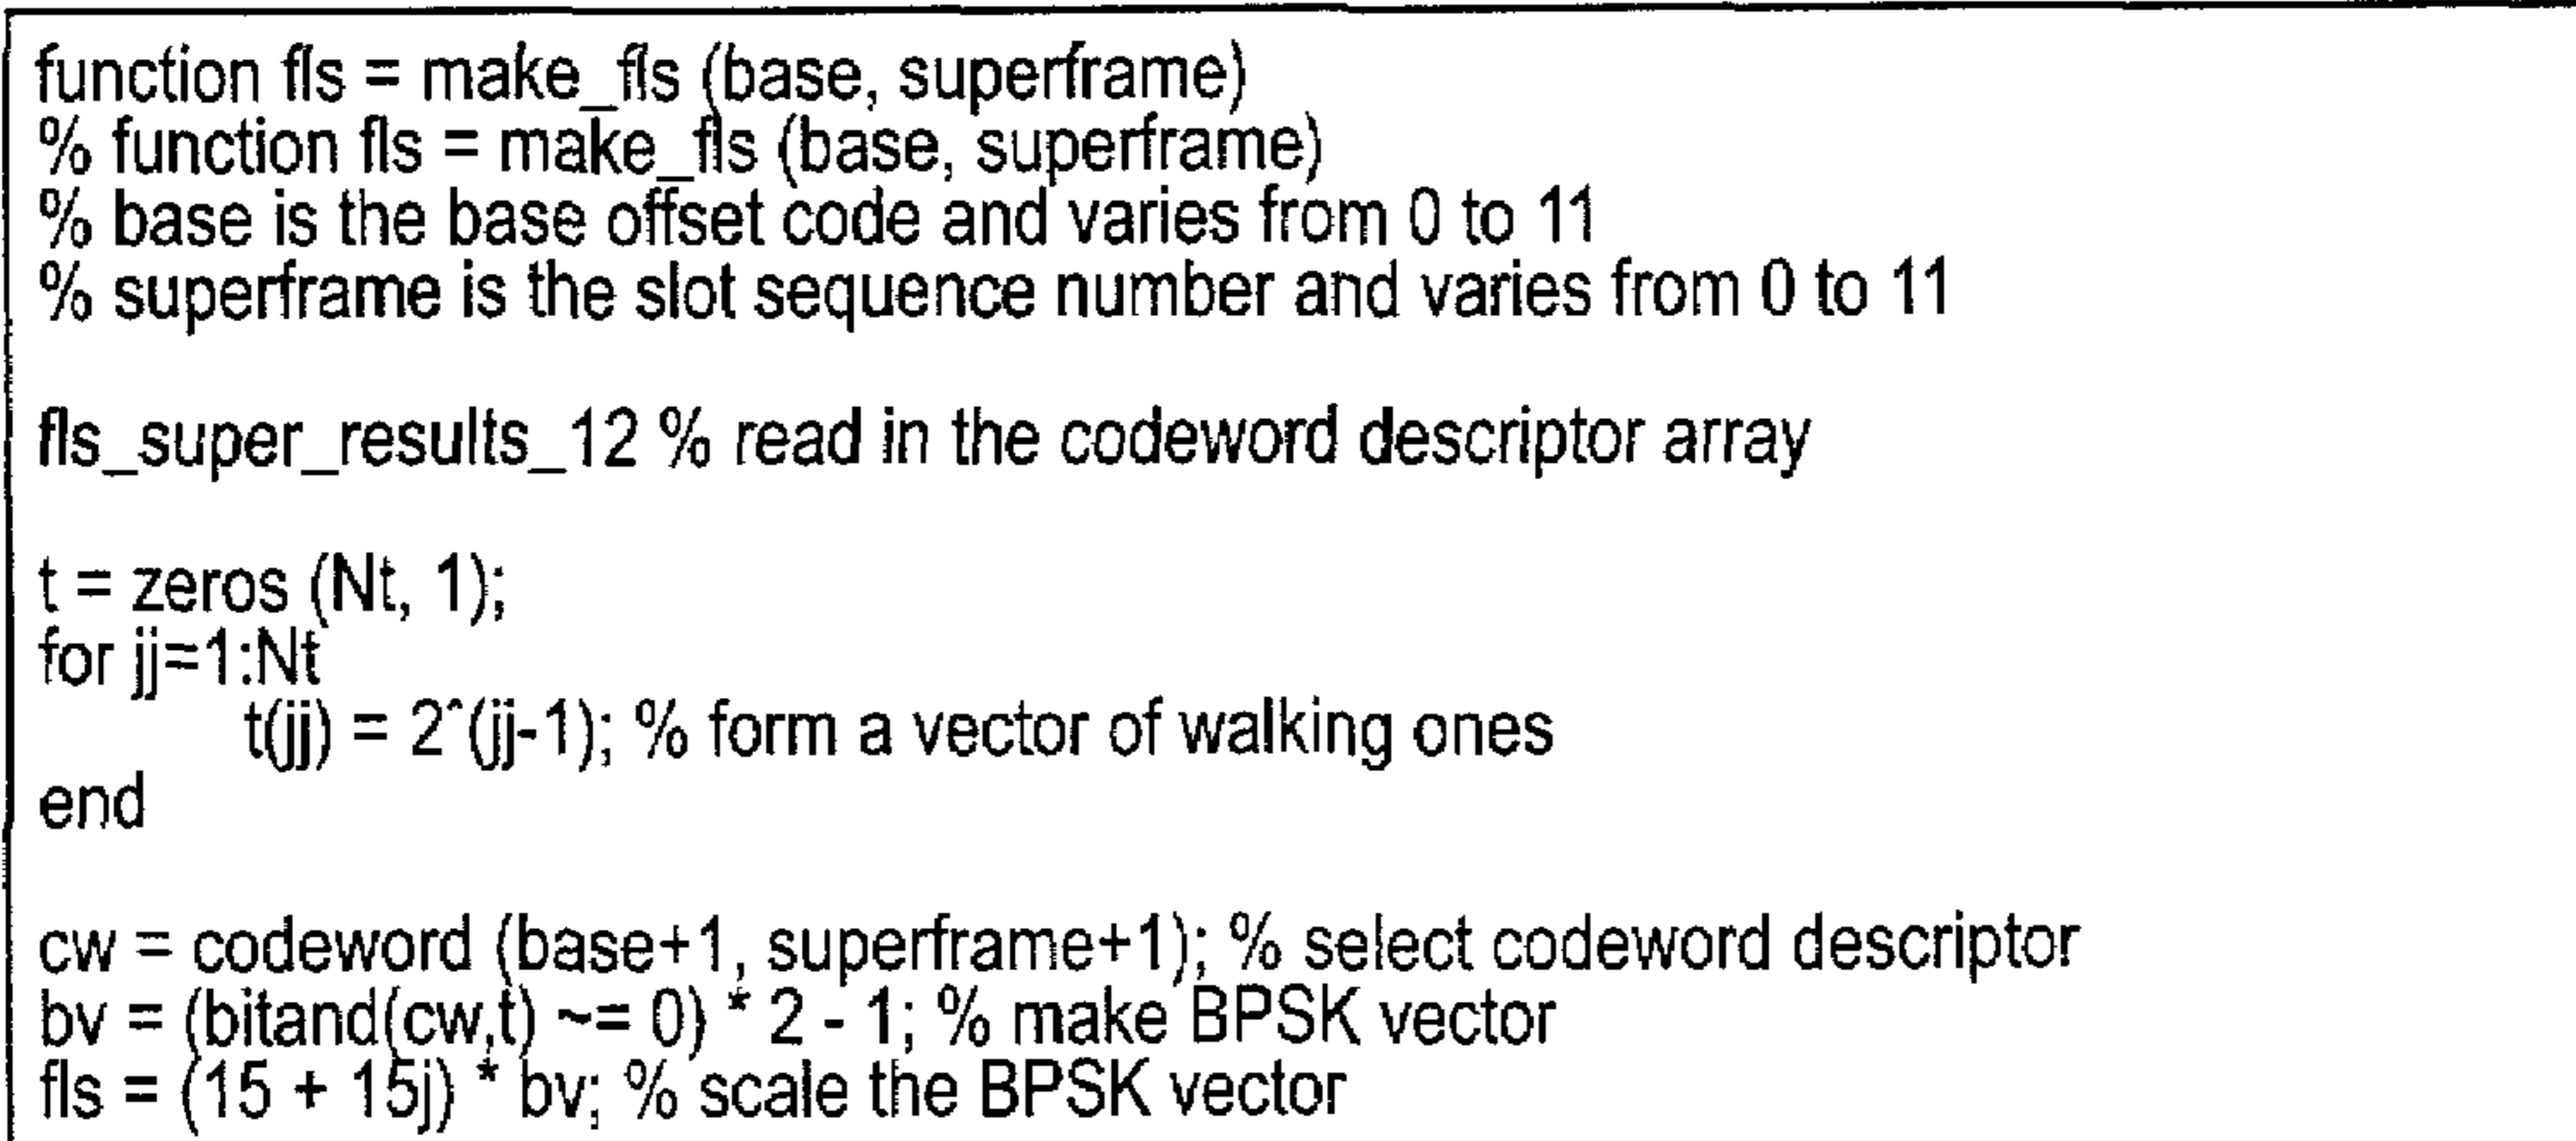 function fls = make_fls (base, superframe)
% function fls = make_fls (base, superframe)
% base is the base offset code and varies from 0 to 11
% superframe is the slot sequence number and varies from 0 to 11
fls_super_results_12 % read in the codeword descriptor array
t = zeros (Nt, 1);
for jj=1:Nt
t(jj) = 2^(jj-1); % form a vector of walking ones
end
cw = codeword (base+1, superframe+1); % select codeword descriptor
bv = (bitand(cw,t) ~= 0) * 2 - 1; % make BPSK vector
fls = (15 + 15j) * bv; % scale the BPSK vector